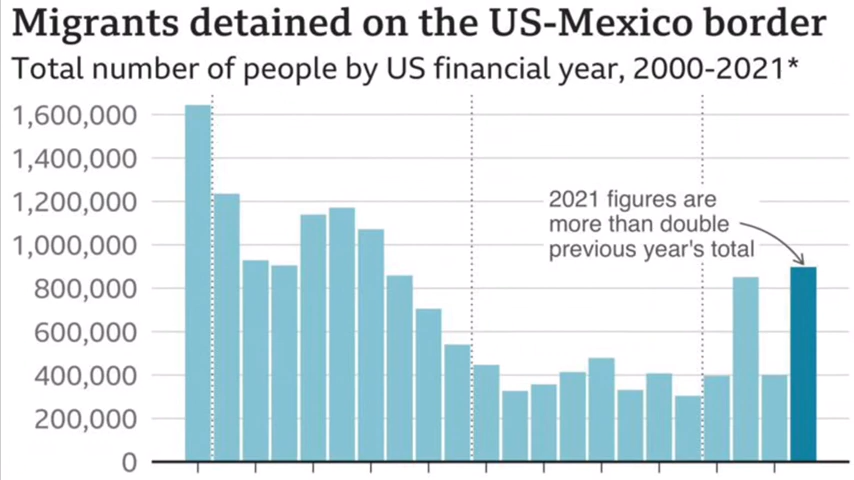 Migrants detained on the US-Mexico border
Total number of people by US financial year, 2000-2021*
1,600,000
1,400,000
1,200,000
1,000,000
800,000
600,000
400,000
200,000
0
2021 figures are
more than double
previous year's total